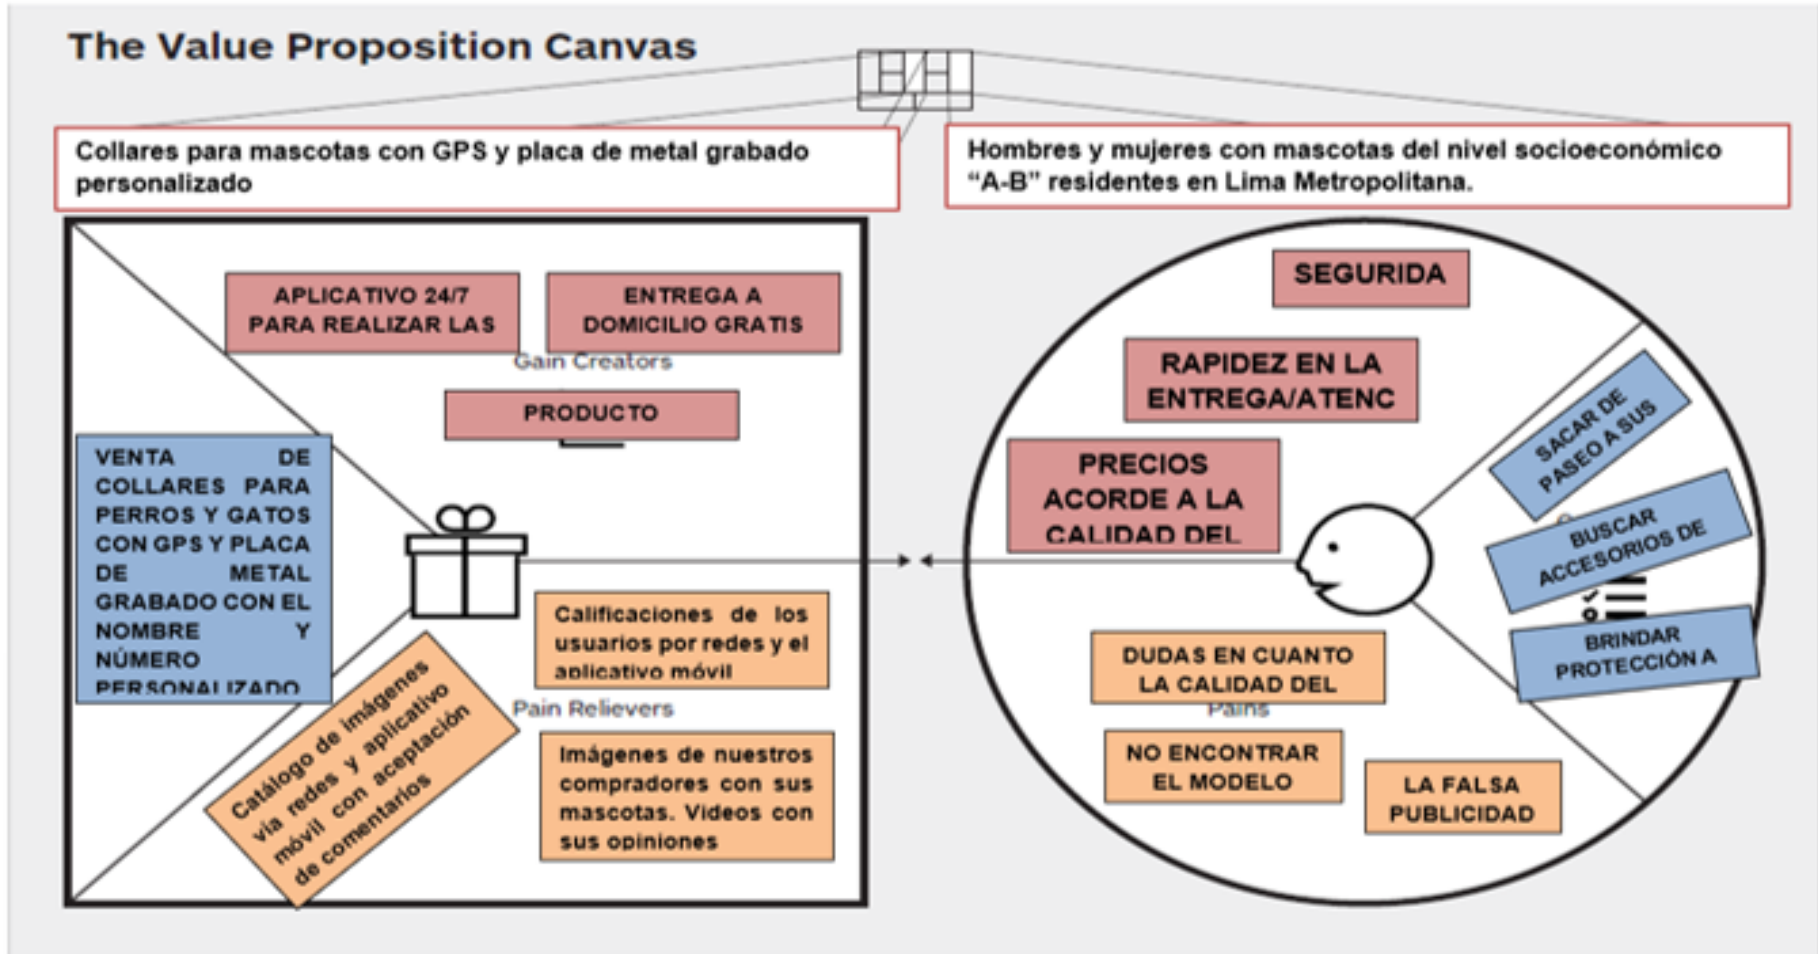 The Value Proposition Canvas
Collares para mascotas con GPS y placa de metal grabado
personalizado
Hombres y mujeres con mascotas del nivel socioeconómico
“A-B” residentes en Lima Metropolitana.
APLICATIVO 24/7
PARA REALIZAR LAS
ENTREGA A
DOMICILIO GRATIS
Gain Creators
PRODUCTO
VENTA DE
COLLARES PARA
PERROS Y GATOS
CON GPS Y PLACA
DE METAL
GRABADO CON EL
NOMBRE Y
NÚMERO
PERSONALIZADO
Calificaciones de los
usuarios por redes y el
aplicativo móvil
Pain Relievers
Catálogo de imágenes
vía redes y aplicativo
móvil con aceptación
de comentarios
Imágenes de nuestros
compradores con sus
mascotas. Videos con
sus opiniones
SEGURIDA
RAPIDEZ EN LA
ENTREGA/ATENC
PRECIOS
ACORDE A LA
CALIDAD DEL
SACAR DE
PASEO A SUS
BUSCAR
ACCESORIOS DE
BRINDAR
PROTECCIÓN A
DUDAS EN CUANTO
LA CALIDAD DEL
Pains
NO ENCONTRAR
EL MODELO
LA FALSA
PUBLICIDAD